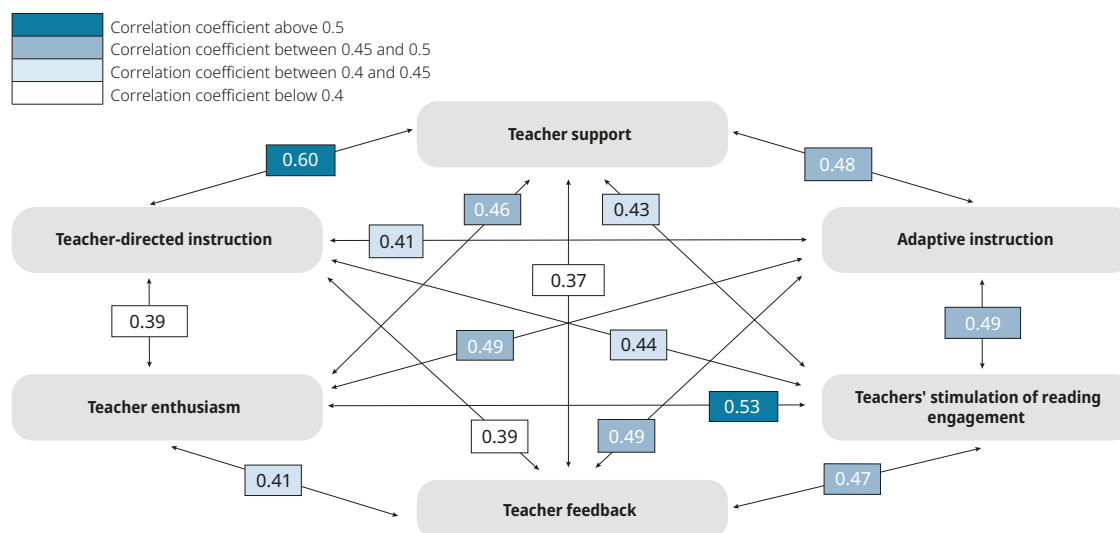 Correlation coefficient above 0.5
Correlation coefficient between 0.45 and 0.5
Correlation coefficient between 0.4 and 0.45
Correlation coefficient below 0.4
Teacher support
0.60
0.48
0.46
0.43
Teacher-directed instruction
0.41
Adaptive instruction
0.37
0.39
0.49
0.49
0.44
Teacher enthusiasm
0.53
Teachers' stimulation of reading
engagement
0.39
0.49
0.41
0.47
Teacher feedback